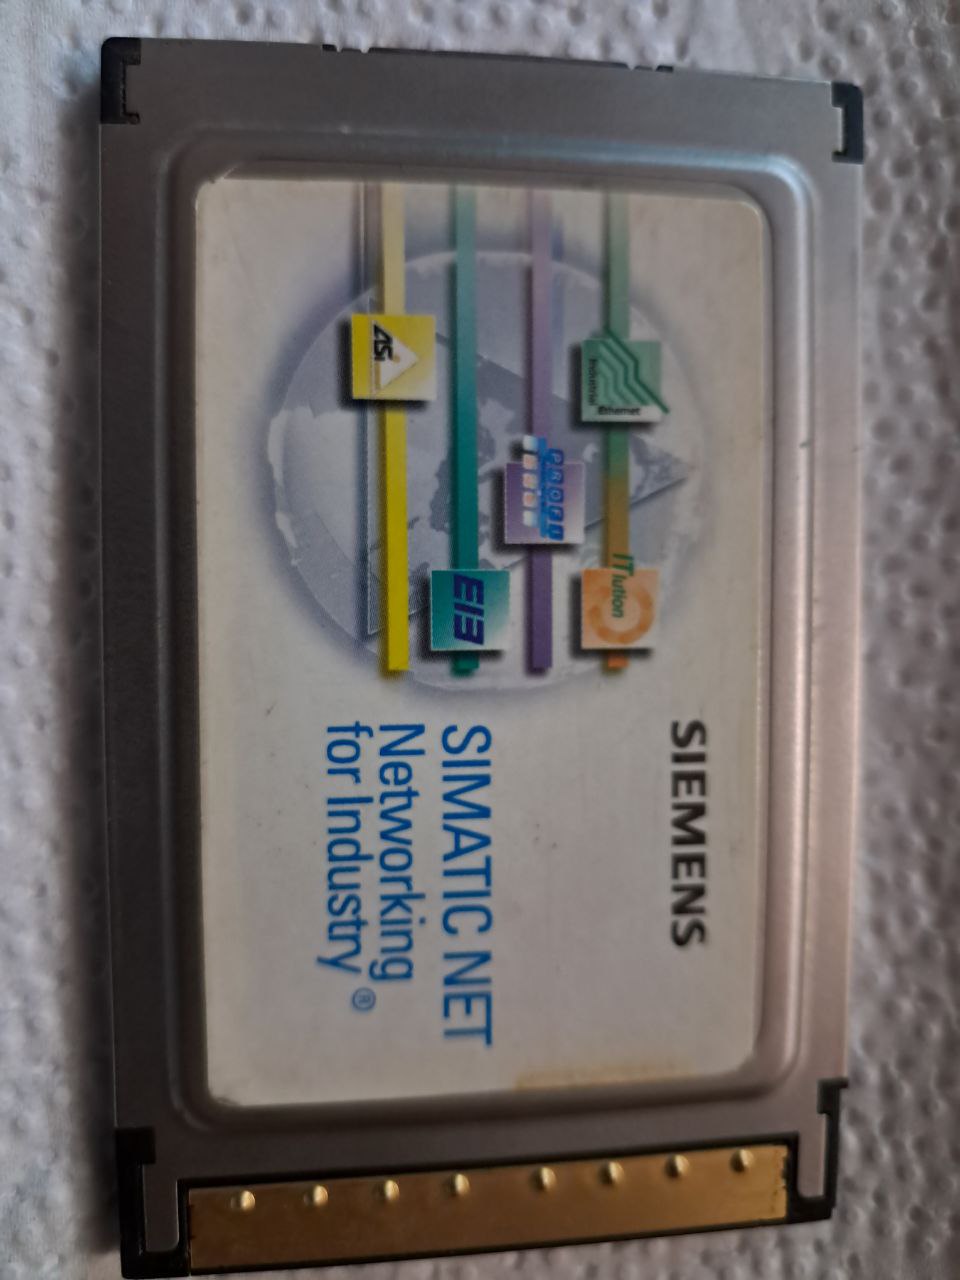 SIEMENS
SIMATIC NET
Networking
for Industry ®
Industrial
Ethernet
ITlution
PROFI
EIB
ASi